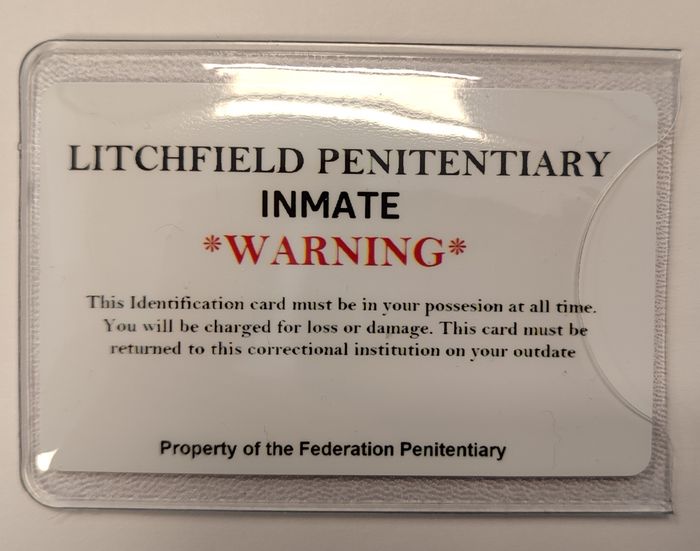 LITCHFIELD PENITENTIARY
INMATE
*WARNING*
This Identification card must be in your possesion at all time.
You will be charged for loss or damage. This card must be
returned to this correctional institution on your outdate
Property of the Federation Penitentiary